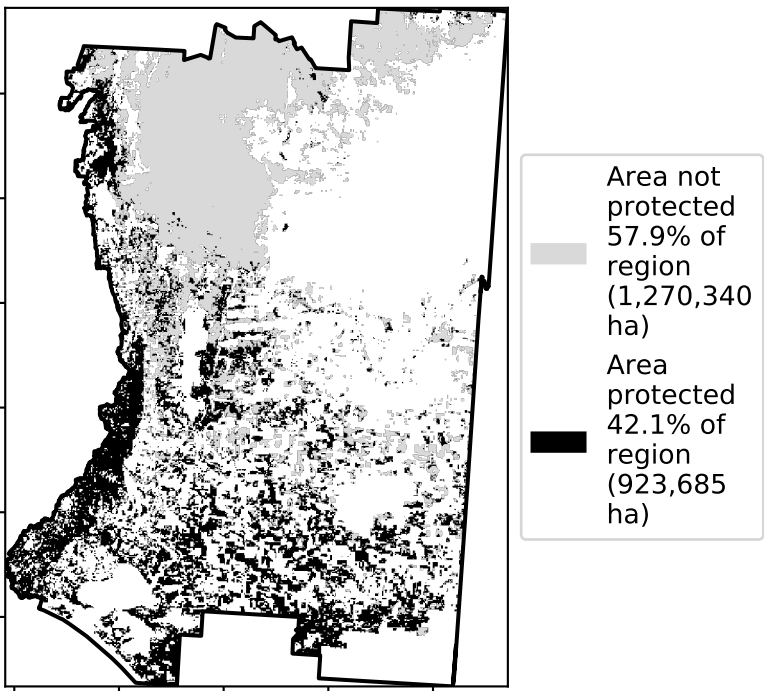 Area not
protected
57.9% of
region
(1,270,340
ha)
Area
protected
42.1% of
region
(923,685
ha)